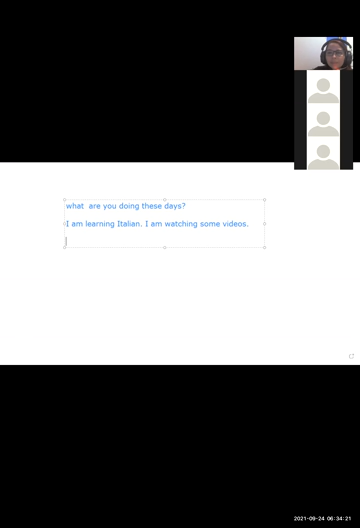 what  are you doing these days?
I am learning Italian. I am watching some videos.
2021-09-24 06:34:21